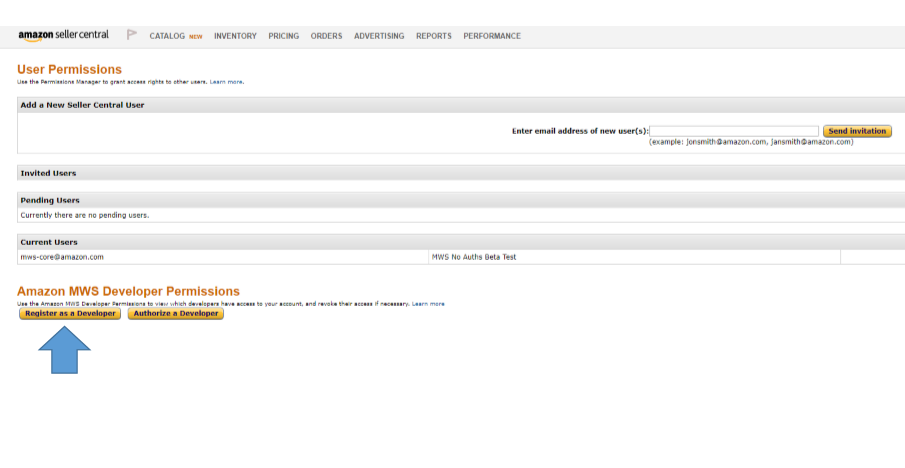 amazon seller central CATALOG NEW INVENTORY PRICING ORDERS ADVERTISING REPORTS PERFORMANCE
User Permissions
Use the Permissions Manager to grant access rights to other users. Learn more.
Add a New Seller Central User
Enter email address of new user(s): Send invitation
(example: jonsmith@amazon.com, jansmith@amazon.com)
Invited Users
Pending Users
Currently there are no pending users.
Current Users
mws-core@amazon.com MWS No Auths Beta Test
Amazon MWS Developer Permissions
Use the Amazon MWS Developer Permissions to view which developers have access to your account, and revoke their access if necessary. Learn more
Register as a Developer Authorize a Developer